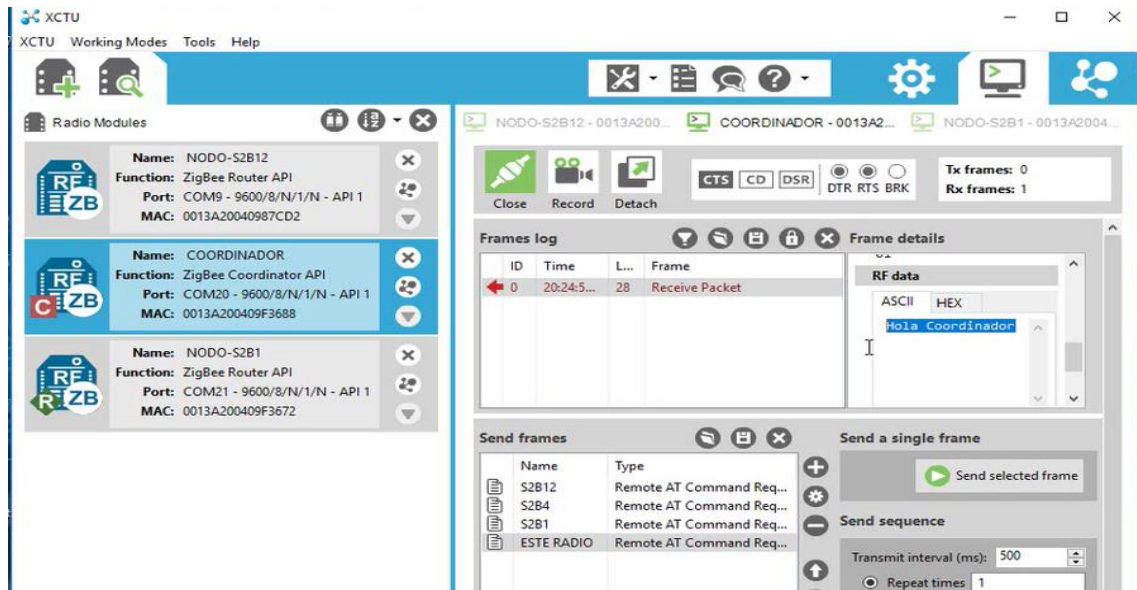 XCTU
XCTU Working Modes Tools Help
Radio Modules
Name: NODO-S2B12
Function: ZigBee Router API
Port: COM9 - 9600/8/N/1/N - API 1
MAC: 0013A20040987CD2
RF
ZB
Name: COORDINADOR
Function: ZigBee Coordinator API
Port: COM20 - 9600/8/N/1/N - API 1
MAC: 0013A200409F3688
RF
C ZB
Name: NODO-S2B1
Function: ZigBee Router API
Port: COM21 - 9600/8/N/1/N - API 1
MAC: 0013A200409F3672
RF
R ZB
NODO-S2B12 - 0013A200... COORDINADOR - 0013A2... NODO-S2B1 - 0013A2004...
Close Record Detach
CTS CD DSR
DTR RTS BRK
Tx frames: 0
Rx frames: 1
Frames log
ID Time L... Frame
0 20:24:5... 28 Receive Packet
Frame details
RF data
ASCII HEX
Hola Coordinador
Send frames
Name Type
S2B12 Remote AT Command Req...
S2B4 Remote AT Command Req...
S2B1 Remote AT Command Req...
ESTE RADIO Remote AT Command Req...
Send a single frame
Send selected frame
Send sequence
Transmit interval (ms): 500
Repeat times 1